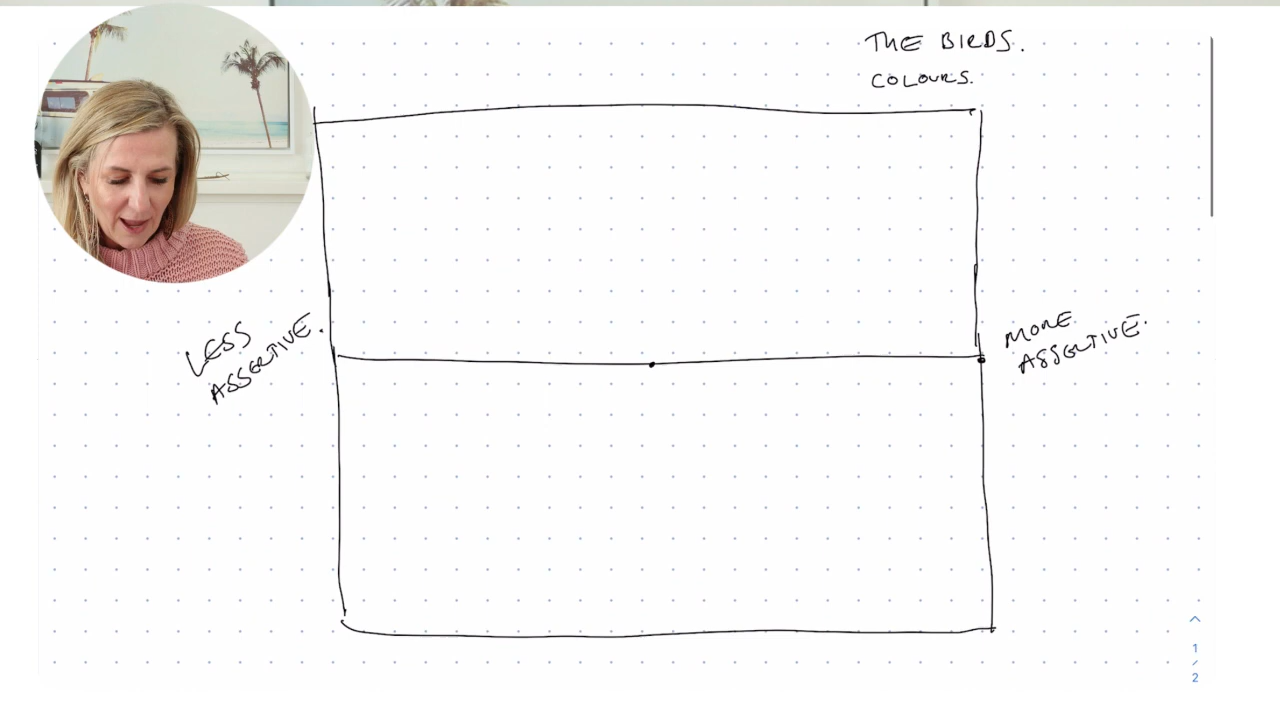 THE BIRDS.
COLOURS.
LESS
ASSERTIVE.
MORE
ASSERTIVE.
1
/
2